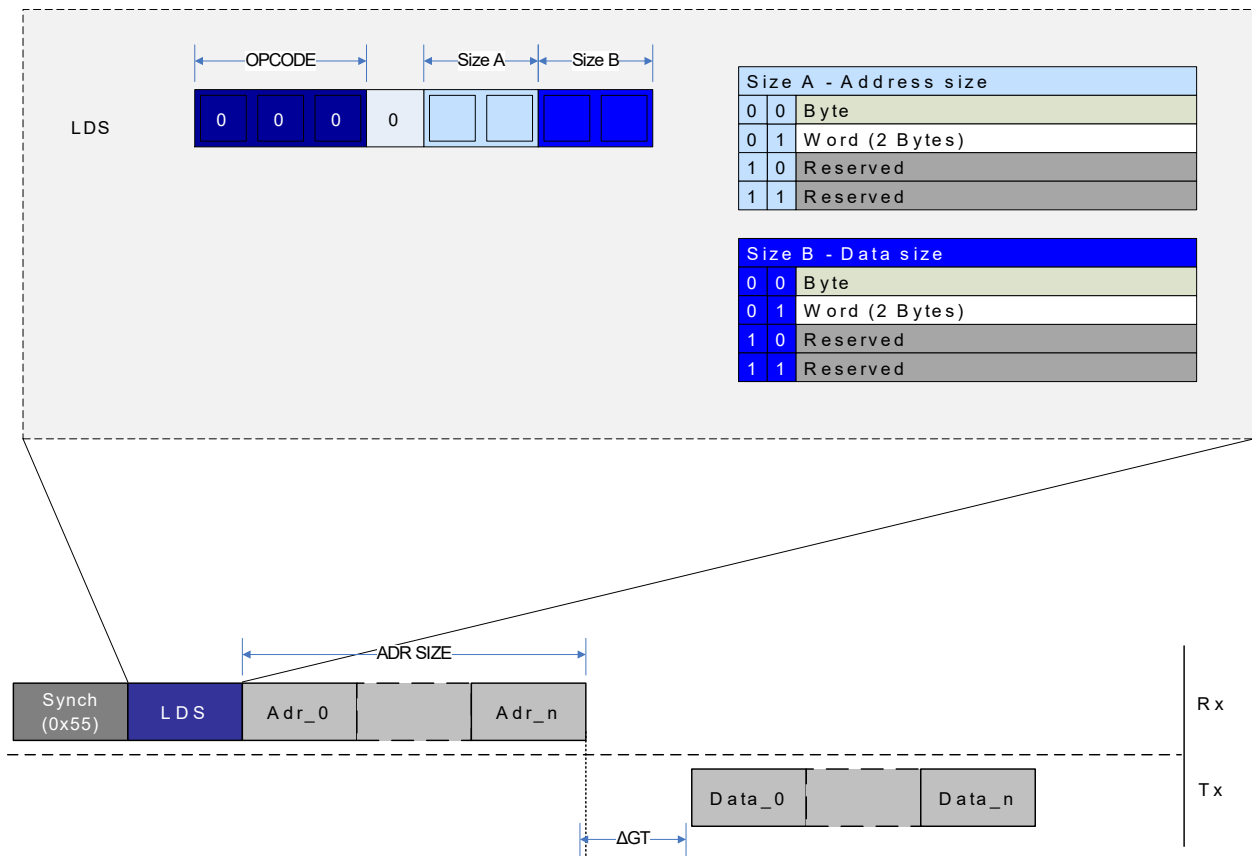 OPCODE Size A Size B
LDS 0 0 0 0
Size A - Address size
0 0 Byte
0 1 Word (2 Bytes)
1 0 Reserved
1 1 Reserved
Size B - Data size
0 0 Byte
0 1 Word (2 Bytes)
1 0 Reserved
1 1 Reserved
ADR SIZE
Synch
(0x55)
LDS Adr_0 Adr_n
Rx
Data_0 Data_n
Tx
ΔGT